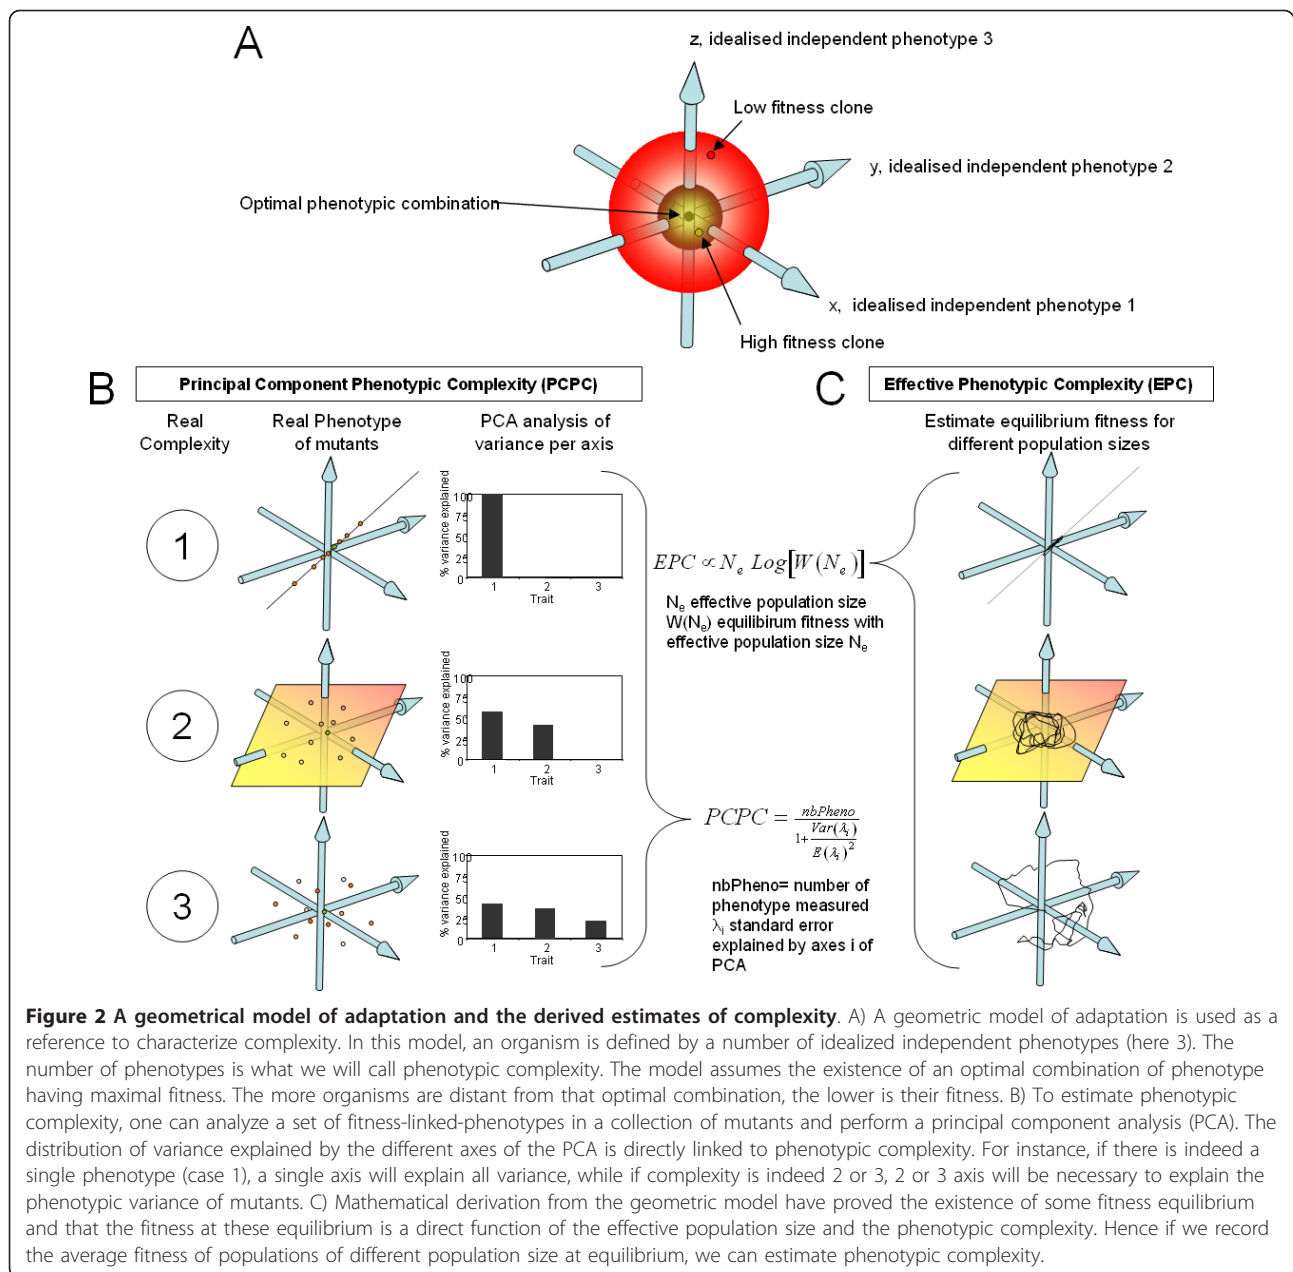 A
z, idealised independent phenotype 3
Low fitness clone
y, idealised independent phenotype 2
Optimal phenotypic combination
x, idealised independent phenotype 1
High fitness clone
B
Principal Component Phenotypic Complexity (PCPC)
Real
Complexity
Real Phenotype
of mutants
PCA analysis of
variance per axis
1
% variance explained
100
75
50
25
0
1 2 3
Trait
2
% variance explained
100
75
50
25
0
1 2 3
Trait
3
% variance explained
100
75
50
25
0
1 2 3
Trait
EPC ∝ N_e Log[W(N_e)]
N_e effective population size
W(N_e) equilibirum fitness with
effective population size N_e
PCPC = nbPheno / (1 + Var(λ_i) / E(λ_i)^2)
nbPheno= number of
phenotype measured
λ_i standard error
explained by axes i of
PCA
C
Effective Phenotypic Complexity (EPC)
Estimate equilibrium fitness for
different population sizes
Figure 2 A geometrical model of adaptation and the derived estimates of complexity. A) A geometric model of adaptation is used as a
reference to characterize complexity. In this model, an organism is defined by a number of idealized independent phenotypes (here 3). The
number of phenotypes is what we will call phenotypic complexity. The model assumes the existence of an optimal combination of phenotype
having maximal fitness. The more organisms are distant from that optimal combination, the lower is their fitness. B) To estimate phenotypic
complexity, one can analyze a set of fitness-linked-phenotypes in a collection of mutants and perform a principal component analysis (PCA). The
distribution of variance explained by the different axes of the PCA is directly linked to phenotypic complexity. For instance, if there is indeed a
single phenotype (case 1), a single axis will explain all variance, while if complexity is indeed 2 or 3, 2 or 3 axis will be necessary to explain the
phenotypic variance of mutants. C) Mathematical derivation from the geometric model have proved the existence of some fitness equilibrium
and that the fitness at these equilibrium is a direct function of the effective population size and the phenotypic complexity. Hence if we record
the average fitness of populations of different population size at equilibrium, we can estimate phenotypic complexity.